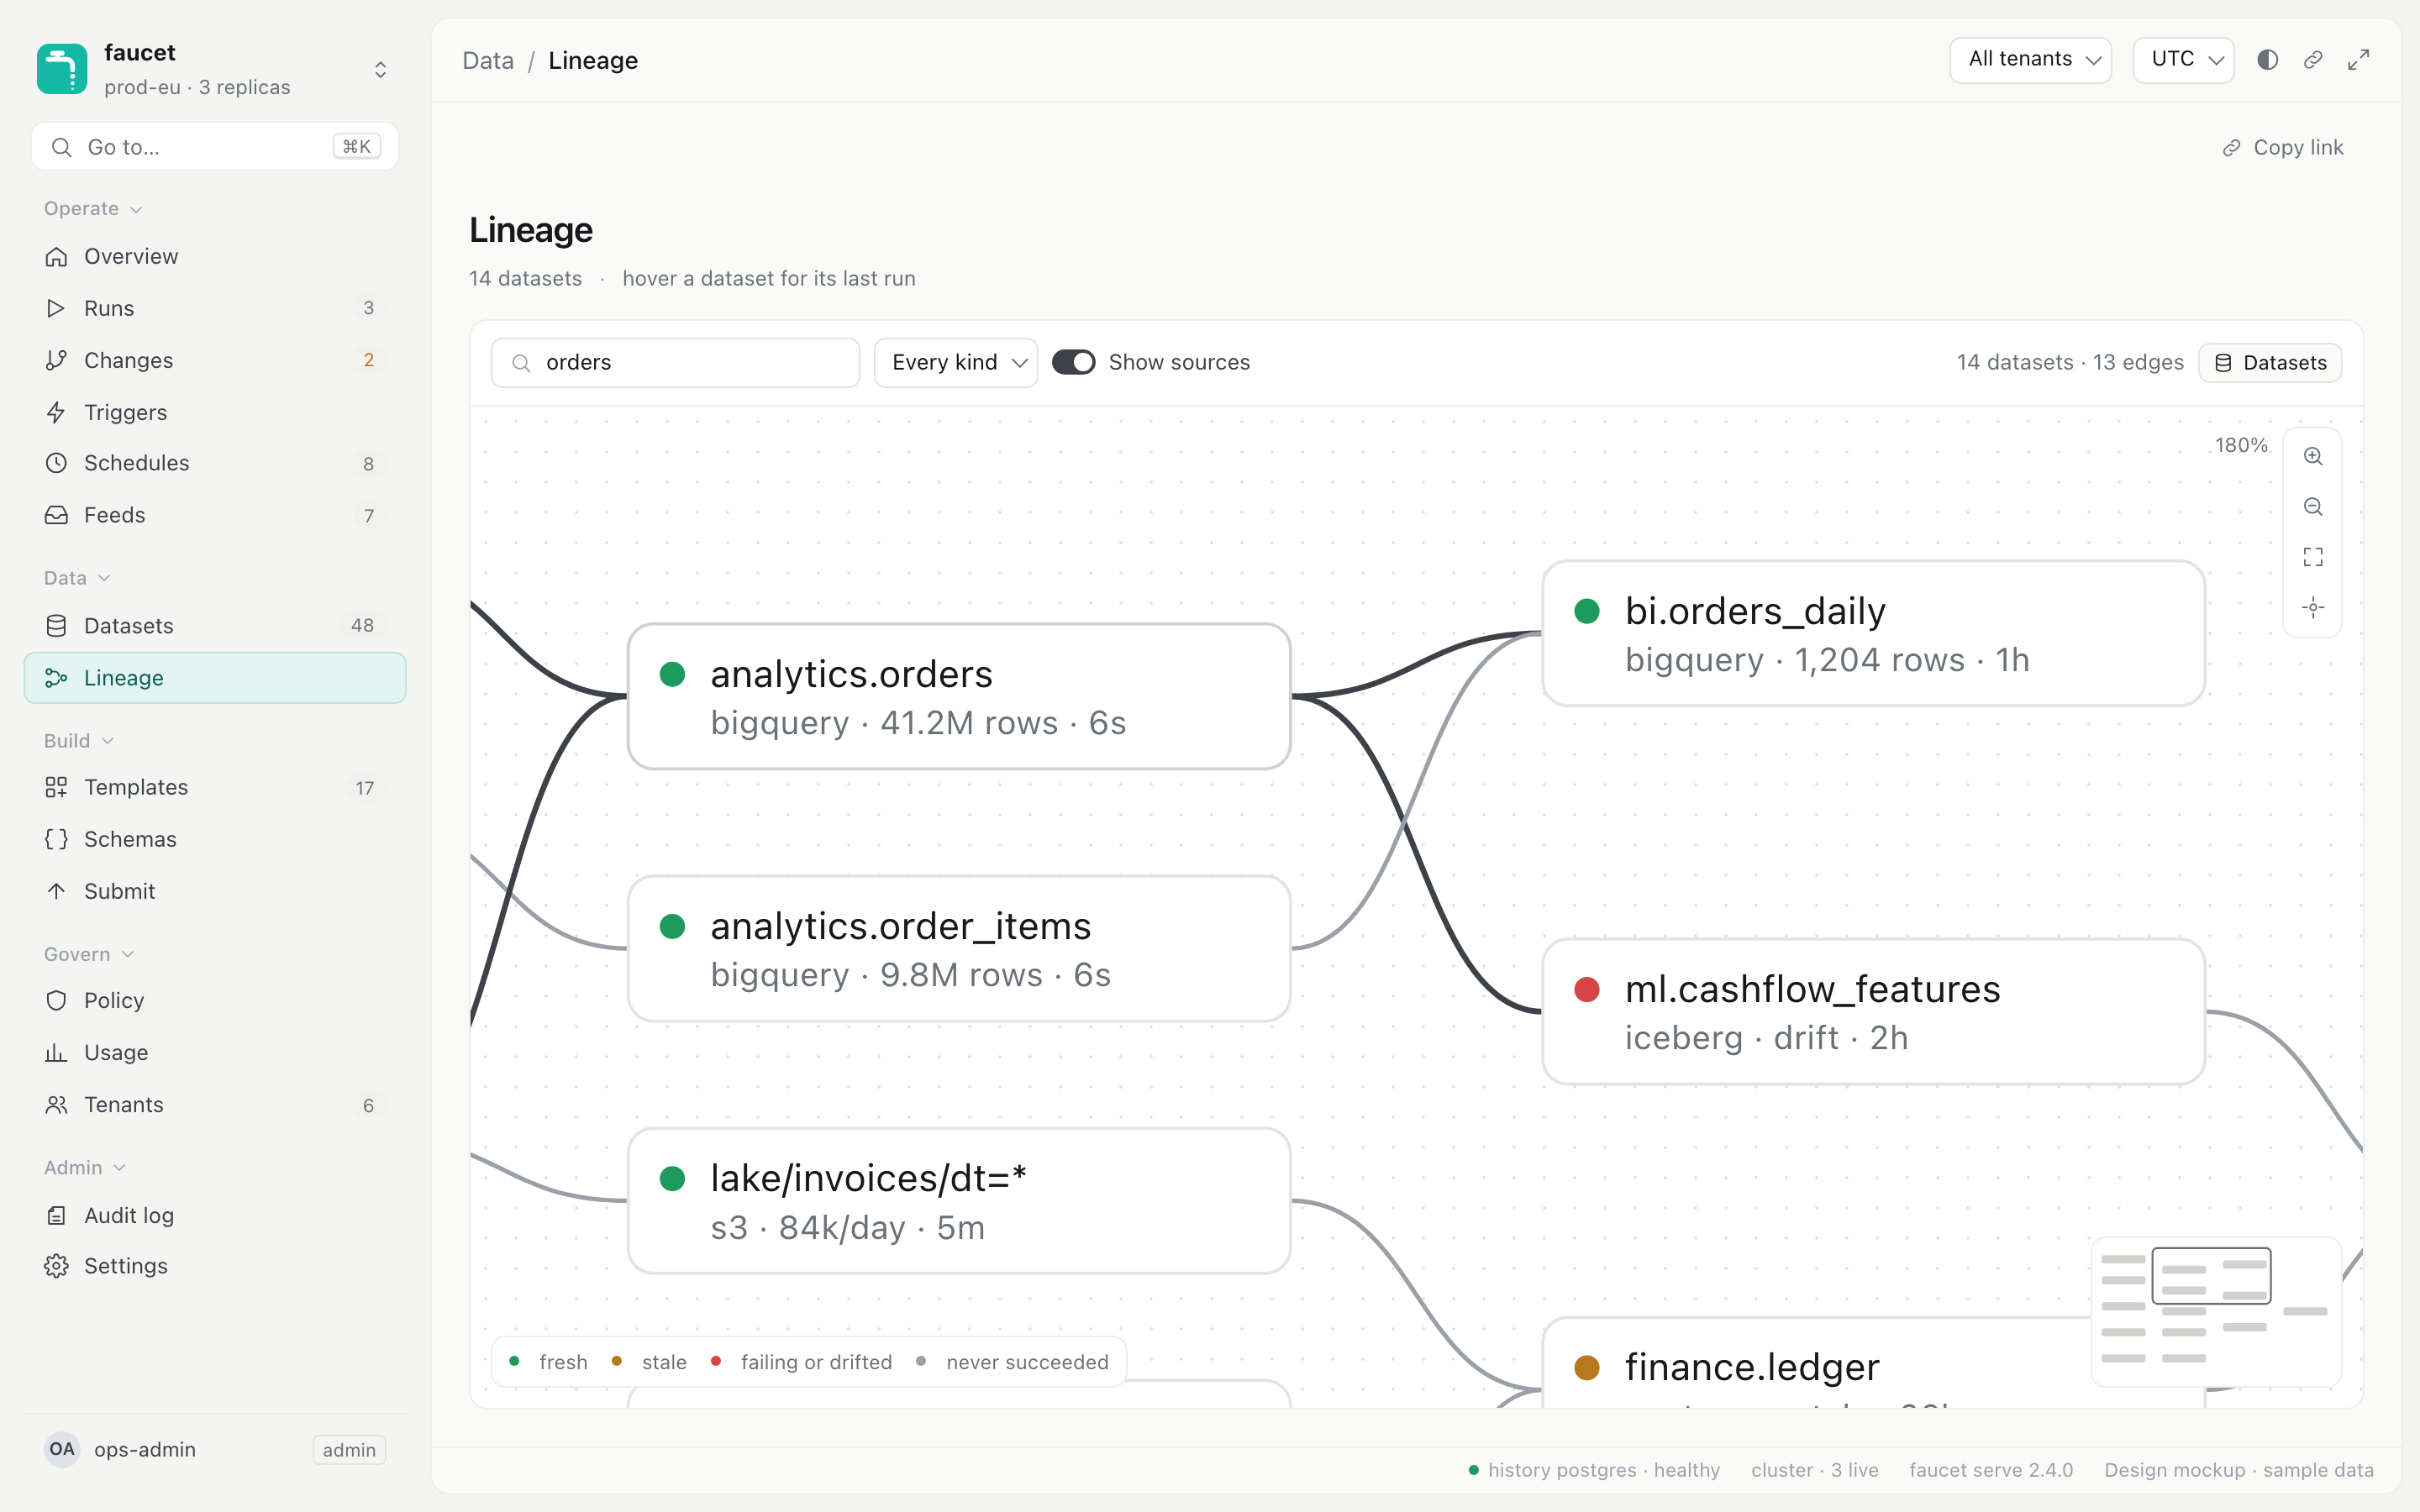 faucet
prod-eu · 3 replicas
Go to...
⌘K
Operate
Overview
Runs 3
Changes 2
Triggers
Schedules 8
Feeds 7
Data
Datasets 48
Lineage
Build
Templates 17
Schemas
Submit
Govern
Policy
Usage
Tenants 6
Admin
Audit log
Settings
OA ops-admin admin
Data / Lineage
All tenants
UTC
Copy link
Lineage
14 datasets · hover a dataset for its last run
orders
Every kind
Show sources
14 datasets · 13 edges
Datasets
180%
analytics.orders
bigquery · 41.2M rows · 6s
bi.orders_daily
bigquery · 1,204 rows · 1h
analytics.order_items
bigquery · 9.8M rows · 6s
ml.cashflow_features
iceberg · drift · 2h
lake/invoices/dt=*
s3 · 84k/day · 5m
finance.ledger
fresh
stale
failing or drifted
never succeeded
history postgres · healthy
cluster · 3 live
faucet serve 2.4.0
Design mockup · sample data